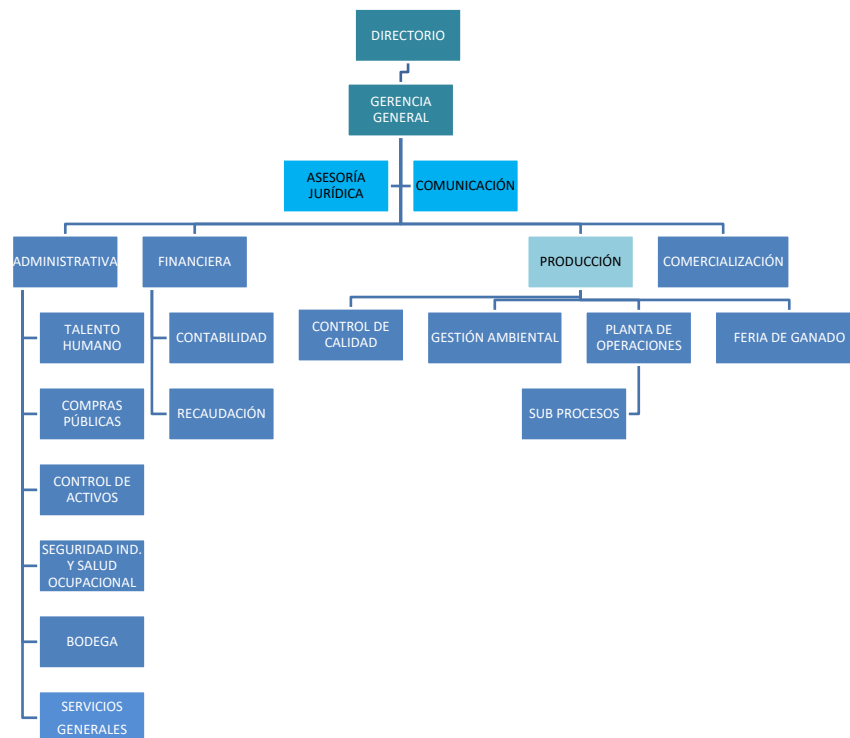 DIRECTORIO
GERENCIA
GENERAL
ASESORÍA
JURÍDICA
COMUNICACIÓN
ADMINISTRATIVA
FINANCIERA
PRODUCCIÓN
COMERCIALIZACIÓN
TALENTO
HUMANO
CONTABILIDAD
CONTROL DE
CALIDAD
GESTIÓN AMBIENTAL
PLANTA DE
OPERACIONES
FERIA DE GANADO
COMPRAS
PÚBLICAS
RECAUDACIÓN
SUB PROCESOS
CONTROL DE
ACTIVOS
SEGURIDAD IND.
Y SALUD
OCUPACIONAL
BODEGA
SERVICIOS
GENERALES